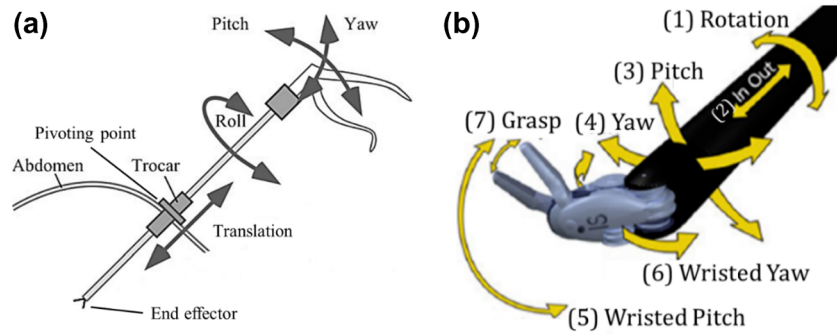 (a)
Pitch
Yaw
Roll
Pivoting point
Abdomen
Trocar
Translation
End effector
(b)
(1) Rotation
(2) In Out
(3) Pitch
(7) Grasp
(4) Yaw
IS
(6) Wristed Yaw
(5) Wristed Pitch